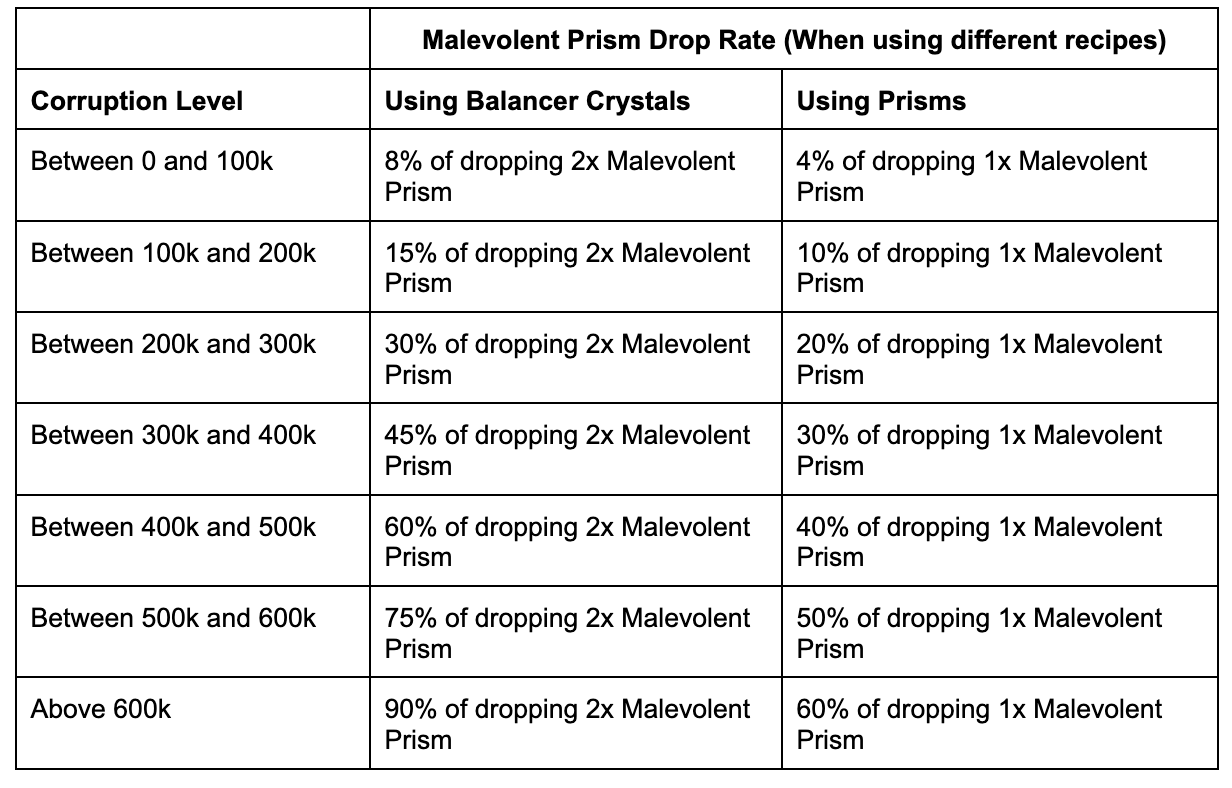 Malevolent Prism Drop Rate (When using different recipes)
Corruption Level
Using Balancer Crystals
Using Prisms
Between 0 and 100k
8% of dropping 2x Malevolent
Prism
4% of dropping 1x Malevolent
Prism
Between 100k and 200k
15% of dropping 2x Malevolent
Prism
10% of dropping 1x Malevolent
Prism
Between 200k and 300k
30% of dropping 2x Malevolent
Prism
20% of dropping 1x Malevolent
Prism
Between 300k and 400k
45% of dropping 2x Malevolent
Prism
30% of dropping 1x Malevolent
Prism
Between 400k and 500k
60% of dropping 2x Malevolent
Prism
40% of dropping 1x Malevolent
Prism
Between 500k and 600k
75% of dropping 2x Malevolent
Prism
50% of dropping 1x Malevolent
Prism
Above 600k
90% of dropping 2x Malevolent
Prism
60% of dropping 1x Malevolent
Prism